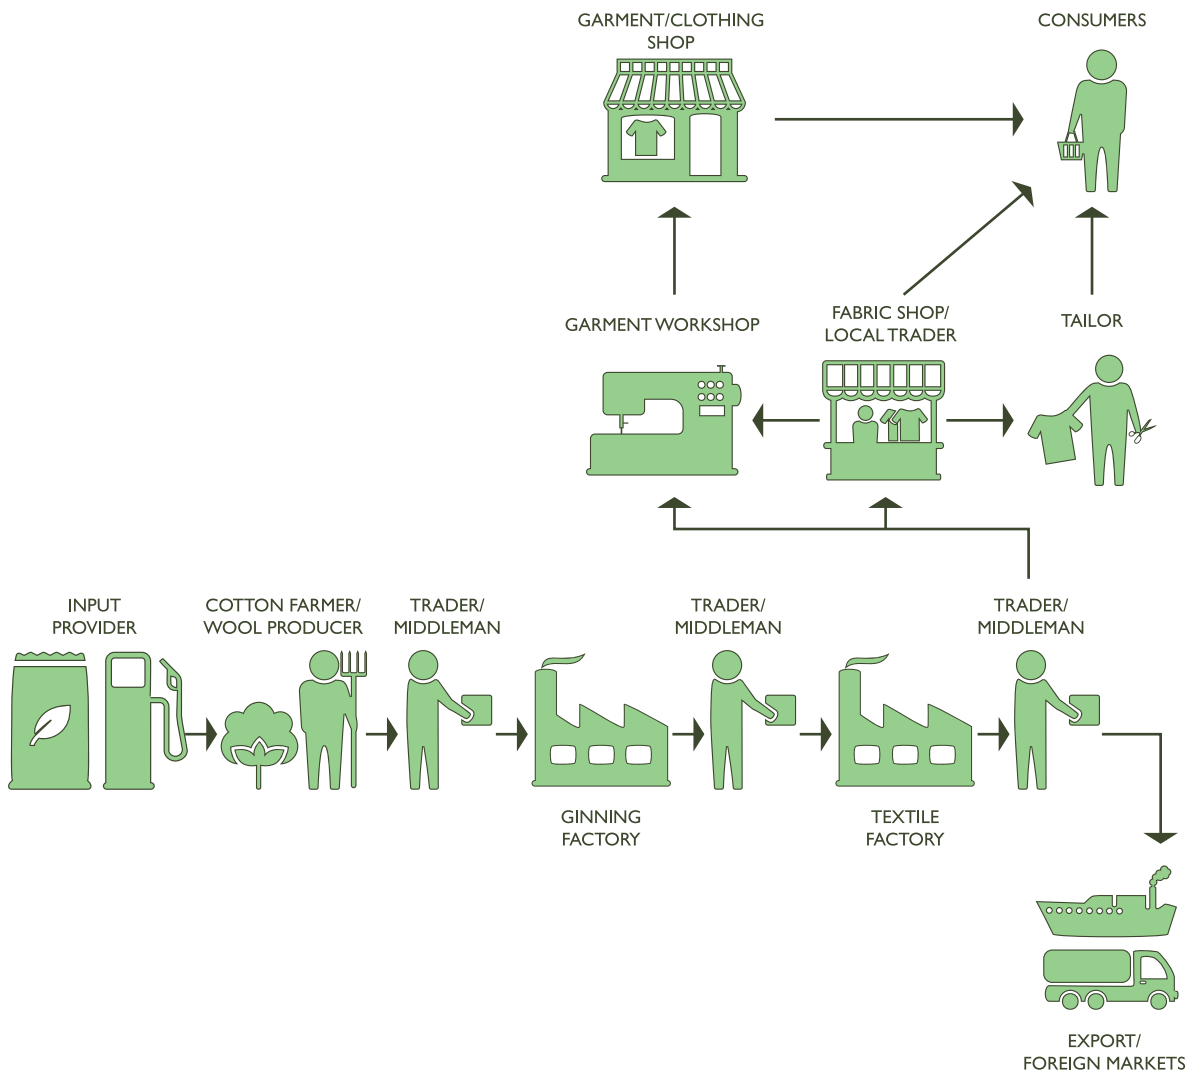 GARMENT/CLOTHING
SHOP
CONSUMERS
GARMENT WORKSHOP
FABRIC SHOP/
LOCAL TRADER
TAILOR
INPUT
PROVIDER
COTTON FARMER/
WOOL PRODUCER
TRADER/
MIDDLEMAN
TRADER/
MIDDLEMAN
TRADER/
MIDDLEMAN
GINNING
FACTORY
TEXTILE
FACTORY
EXPORT/
FOREIGN MARKETS